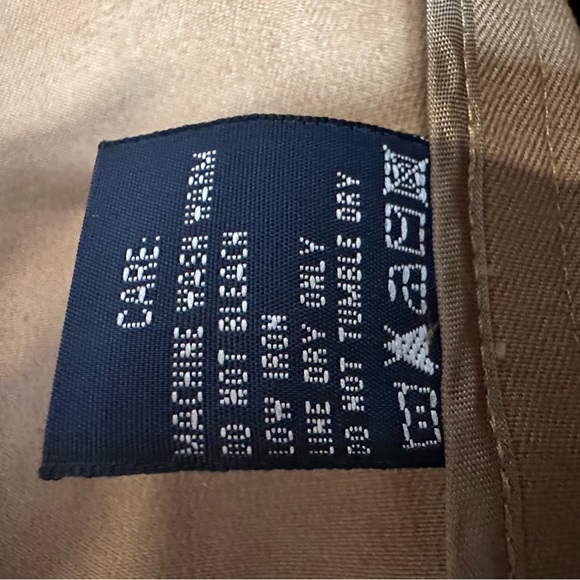 CARE:
MACHINE WASH WARM
DO NOT BLEACH
LOW IRON
LINE DRY ONLY
DO NOT TUMBLE DRY